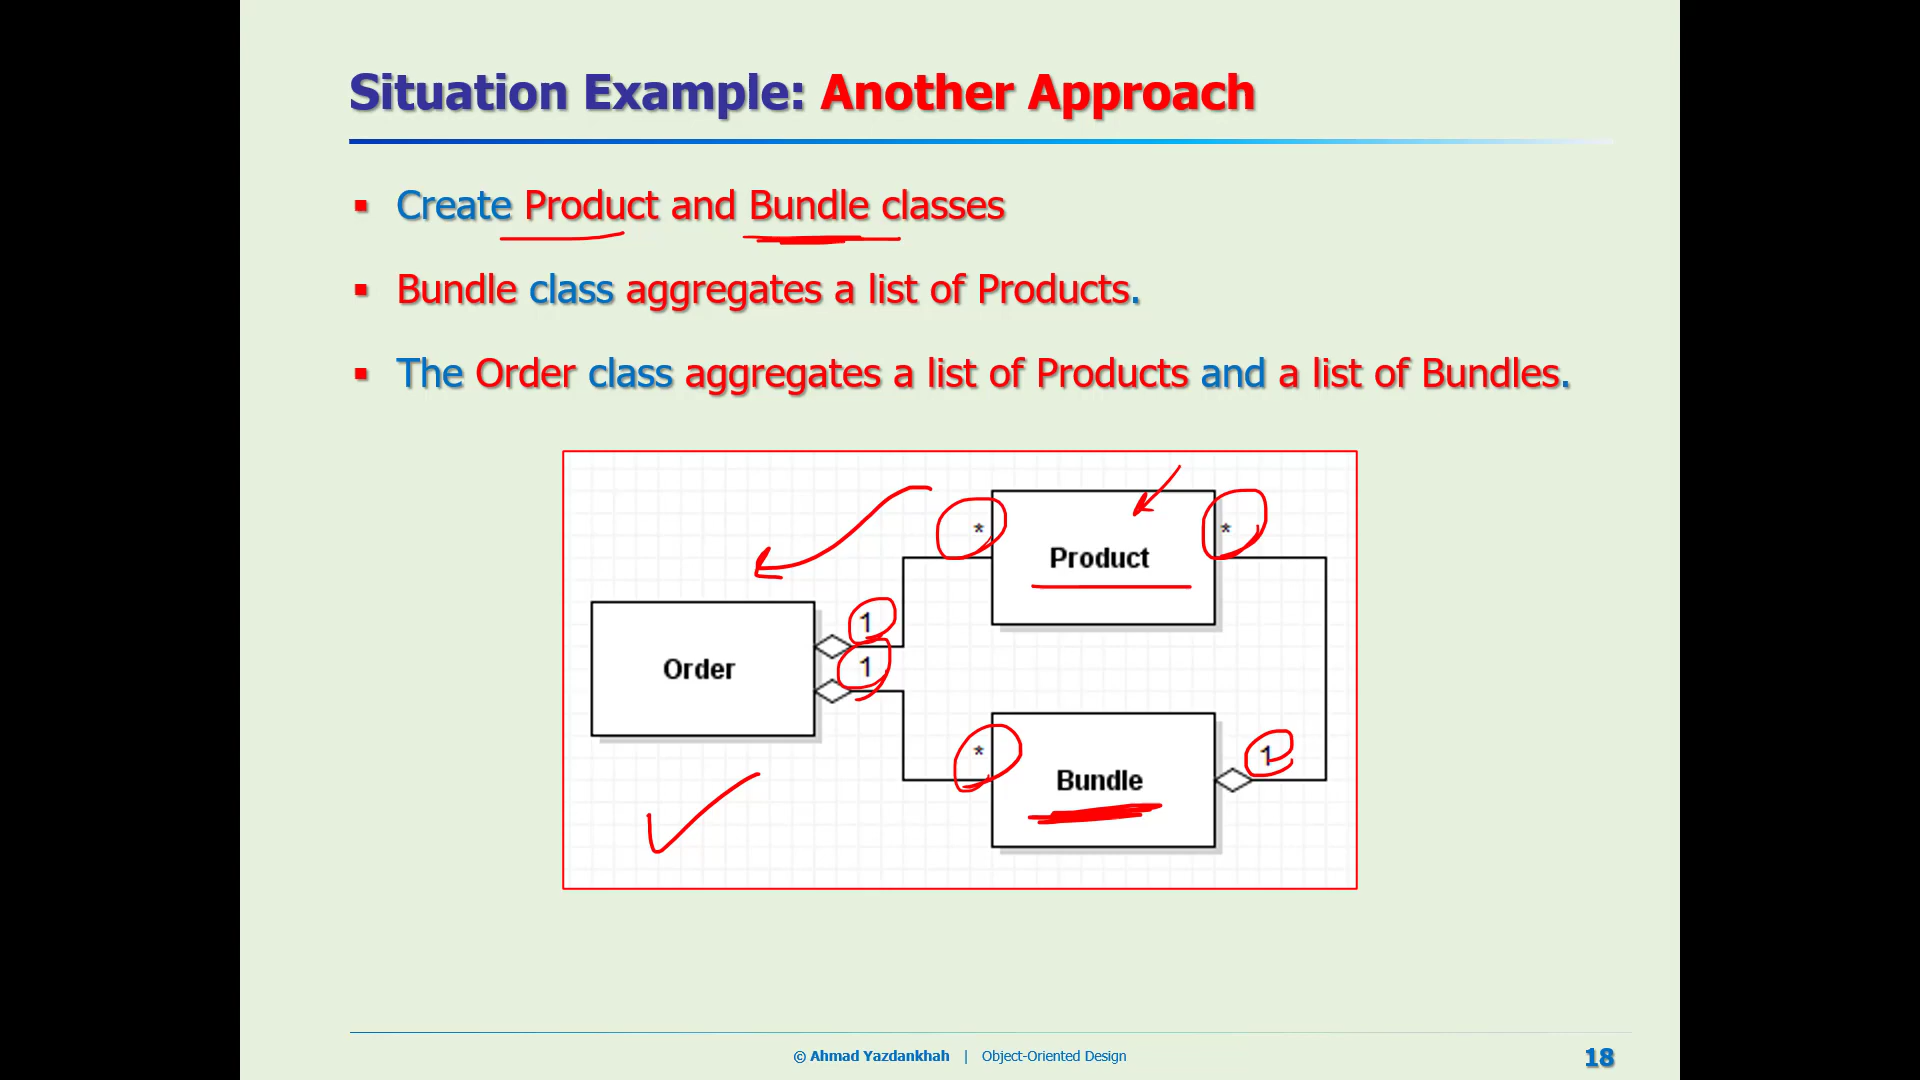 Situation Example: Another Approach
▪ Create Product and Bundle classes
▪ Bundle class aggregates a list of Products.
▪ The Order class aggregates a list of Products and a list of Bundles.
* Product *
1
Order
1
* Bundle 1
© Ahmad Yazdankhah | Object-Oriented Design
18